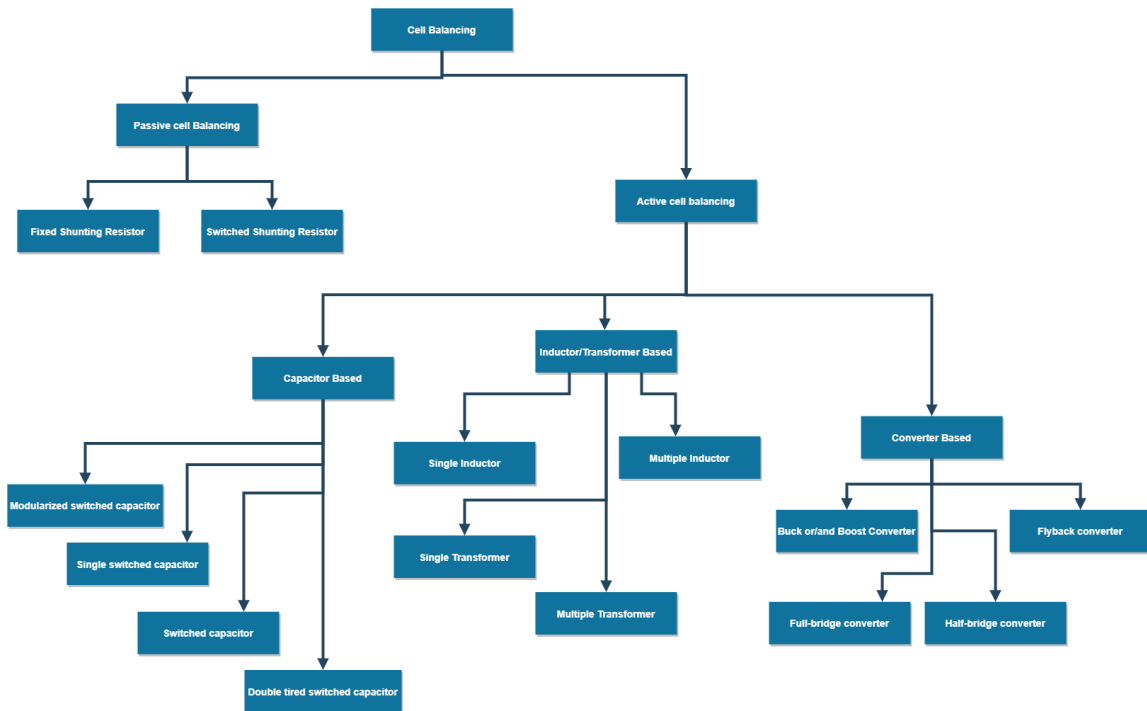 Cell Balancing
Passive cell Balancing
Active cell balancing
Fixed Shunting Resistor
Switched Shunting Resistor
Inductor/Transformer Based
Capacitor Based
Converter Based
Single Inductor
Multiple Inductor
Modularized switched capacitor
Buck or/and Boost Converter
Flyback converter
Single switched capacitor
Single Transformer
Multiple Transformer
Full-bridge converter
Half-bridge converter
Switched capacitor
Double tired switched capacitor